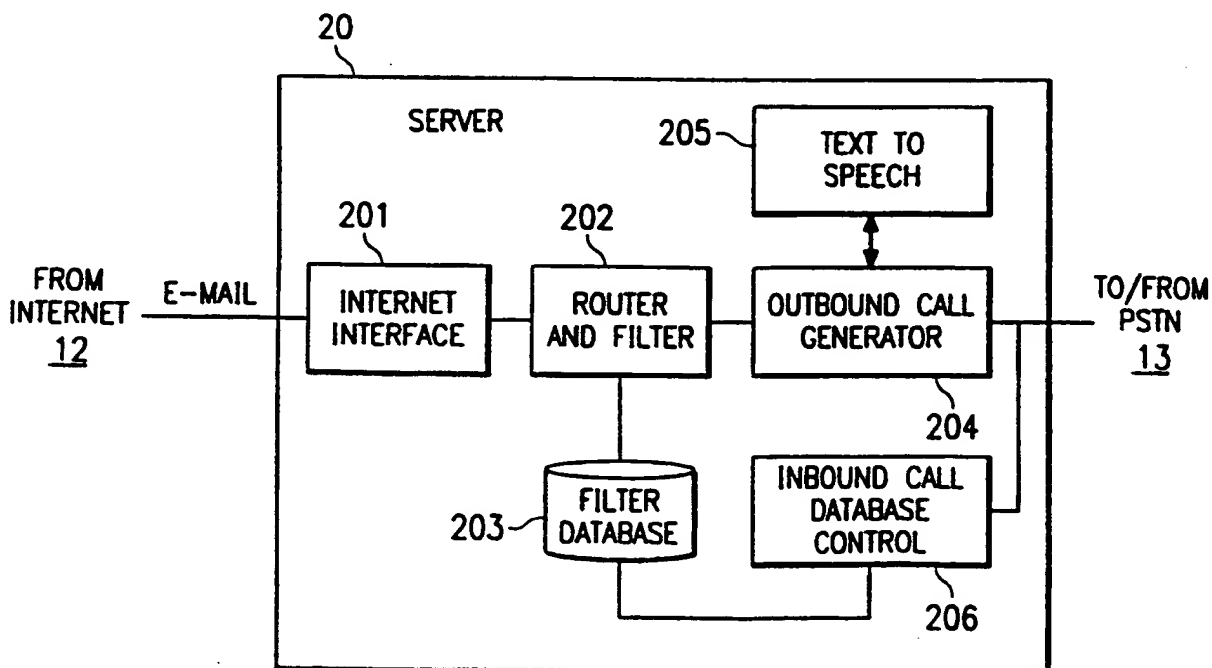 20
SERVER
205
TEXT TO
SPEECH
201
202
FROM
INTERNET
12
E-MAIL
INTERNET
INTERFACE
ROUTER
AND FILTER
OUTBOUND CALL
GENERATOR
TO/FROM
PSTN
13
204
203
FILTER
DATABASE
INBOUND CALL
DATABASE
CONTROL
206